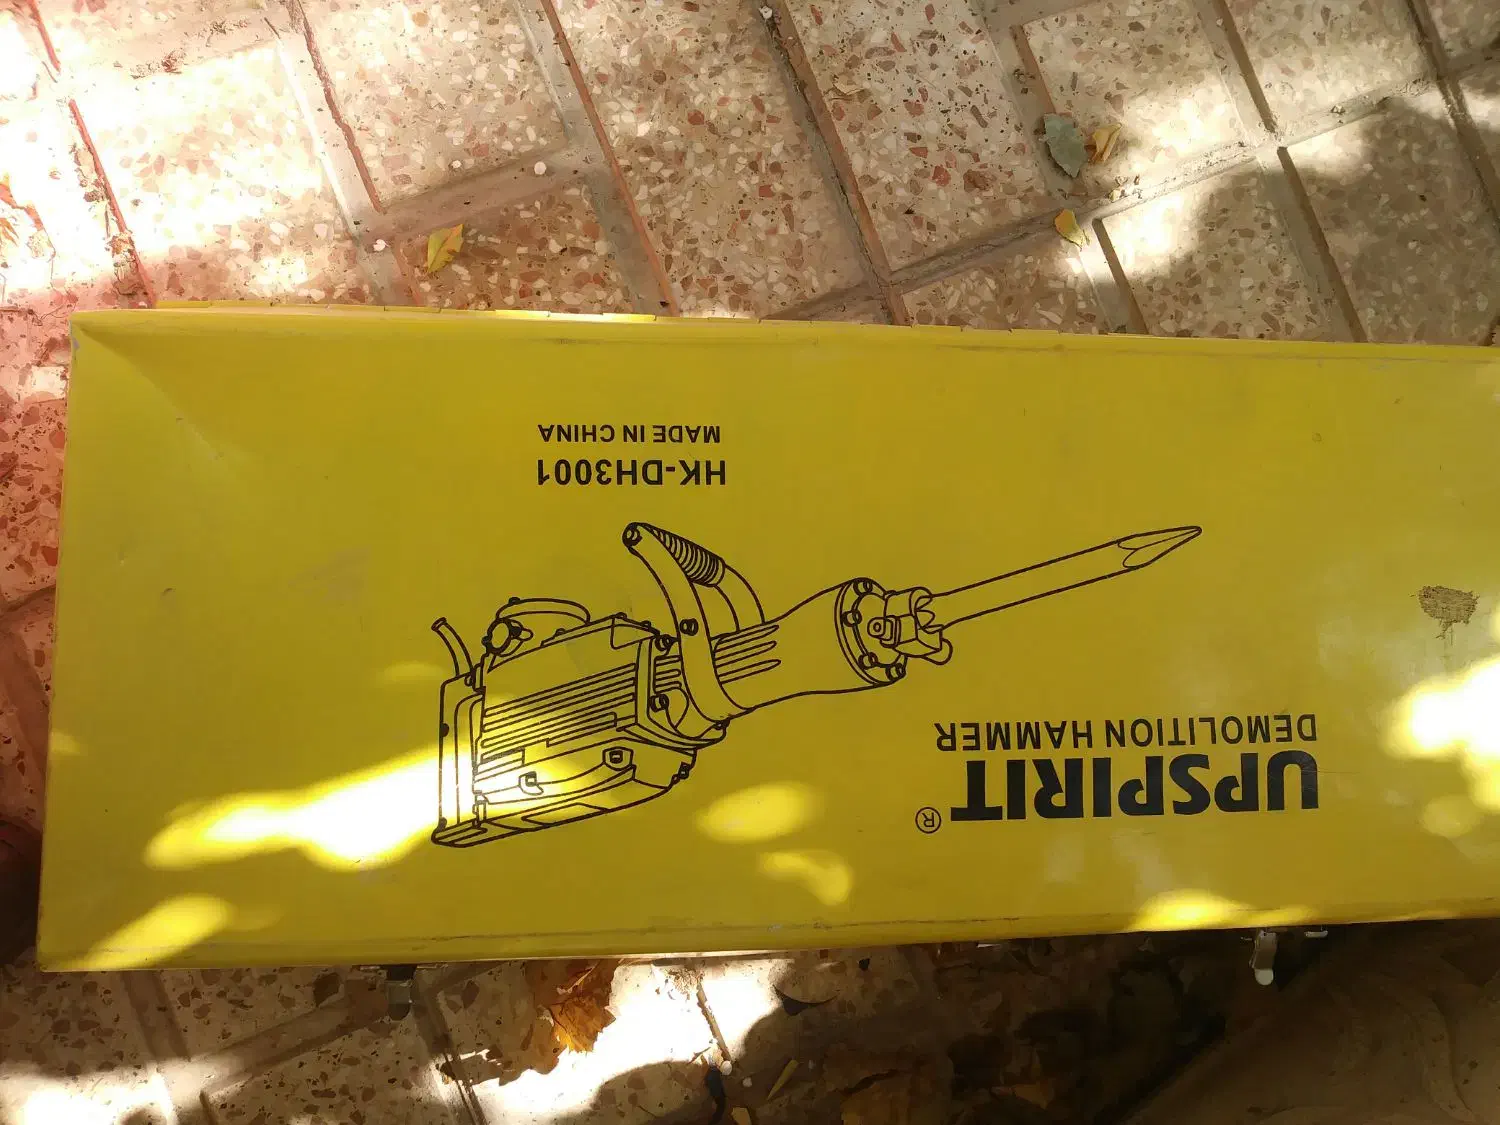 UPSPIRIT®
DEMOLITION HAMMER
HK-DH3001
MADE IN CHINA